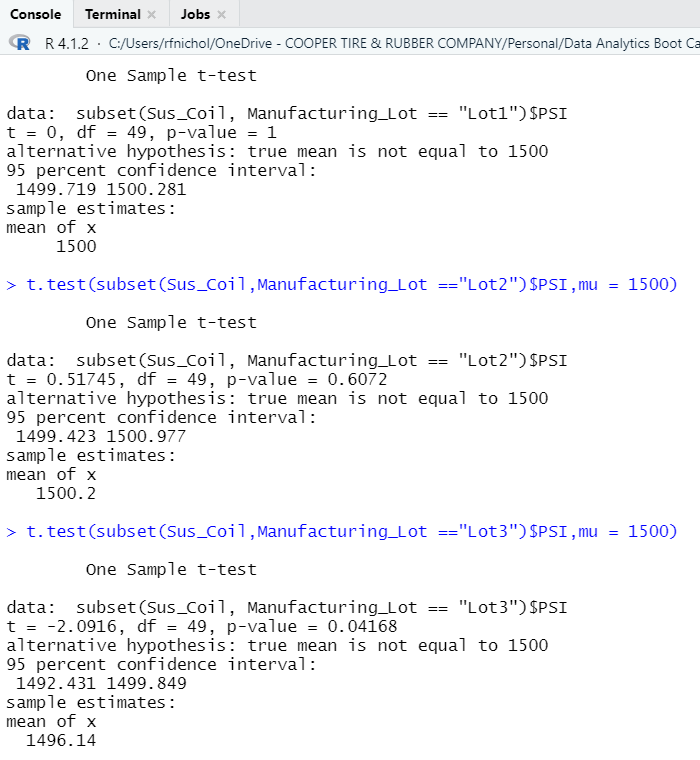 Console Terminal × Jobs ×
R R 4.1.2 · C:/Users/rfnichol/OneDrive - COOPER TIRE & RUBBER COMPANY/Personal/Data Analytics Boot Ca
One Sample t-test
data: subset(Sus_Coil, Manufacturing_Lot == "Lot1")$PSI
t = 0, df = 49, p-value = 1
alternative hypothesis: true mean is not equal to 1500
95 percent confidence interval:
1499.719 1500.281
sample estimates:
mean of x
1500
> t.test(subset(Sus_Coil,Manufacturing_Lot =="Lot2")$PSI,mu = 1500)
One Sample t-test
data: subset(Sus_Coil, Manufacturing_Lot == "Lot2")$PSI
t = 0.51745, df = 49, p-value = 0.6072
alternative hypothesis: true mean is not equal to 1500
95 percent confidence interval:
1499.423 1500.977
sample estimates:
mean of x
1500.2
> t.test(subset(Sus_Coil,Manufacturing_Lot =="Lot3")$PSI,mu = 1500)
One Sample t-test
data: subset(Sus_Coil, Manufacturing_Lot == "Lot3")$PSI
t = -2.0916, df = 49, p-value = 0.04168
alternative hypothesis: true mean is not equal to 1500
95 percent confidence interval:
1492.431 1499.849
sample estimates:
mean of x
1496.14